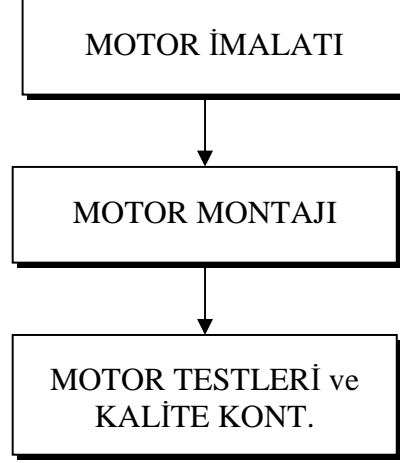 MOTOR İMALATI
MOTOR MONTAJI
MOTOR TESTLERİ ve
KALİTE KONT.